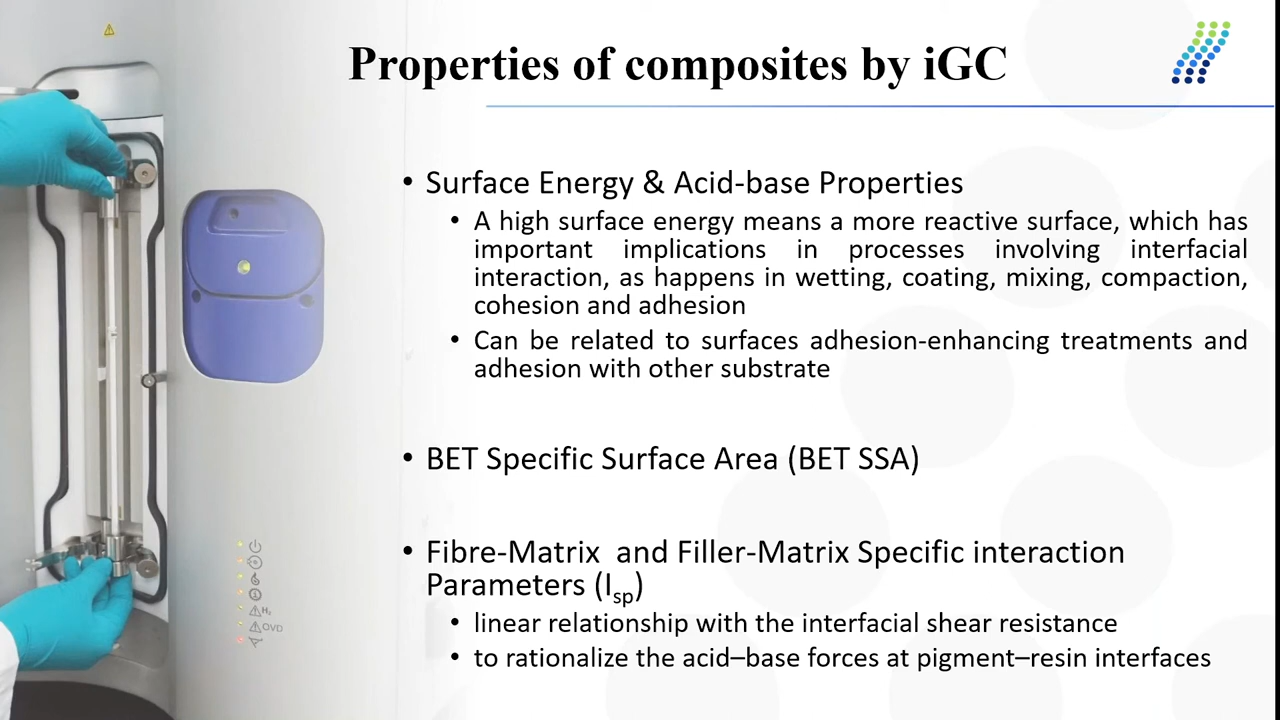 Properties of composites by iGC
• Surface Energy & Acid-base Properties
• A high surface energy means a more reactive surface, which has
important implications in processes involving interfacial
interaction, as happens in wetting, coating, mixing, compaction,
cohesion and adhesion
• Can be related to surfaces adhesion-enhancing treatments and
adhesion with other substrate
• BET Specific Surface Area (BET SSA)
• Fibre-Matrix and Filler-Matrix Specific interaction
Parameters (Isp)
• linear relationship with the interfacial shear resistance
• to rationalize the acid–base forces at pigment–resin interfaces
H₂
OVD